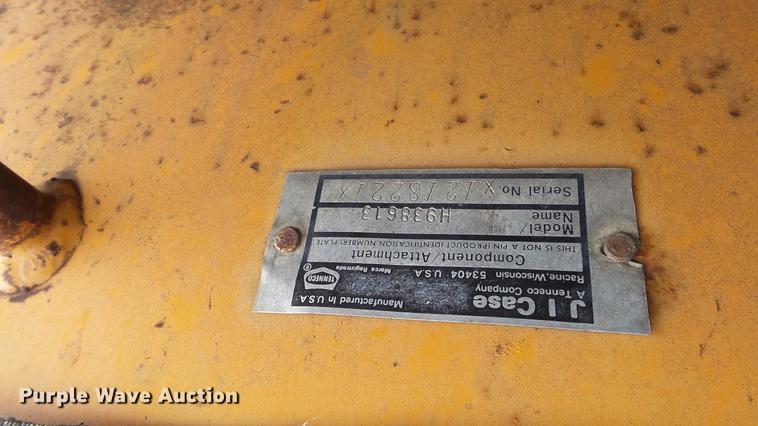 J I Case
A Tenneco Company
Racine, Wisconsin 53404 U.S.A.
Manufactured in U.S.A.
TENNECO
Marca Registrada
Component / Attachment
THIS IS NOT A PIN (PRODUCT IDENTIFICATION NUMBER) PLATE
Model/
Name H938613
Serial No. X1218221X
Purple Wave Auction